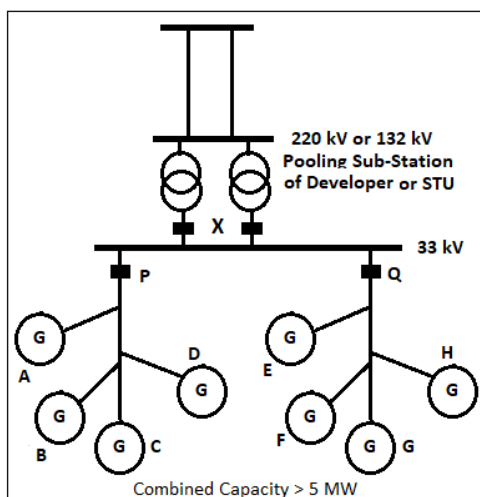 220 kV or 132 kV
Pooling Sub-Station
of Developer or STU
X
33 kV
P
Q
G
A
D
G
B
G
G
C
G
E
H
G
F
G
G
G
Combined Capacity > 5 MW